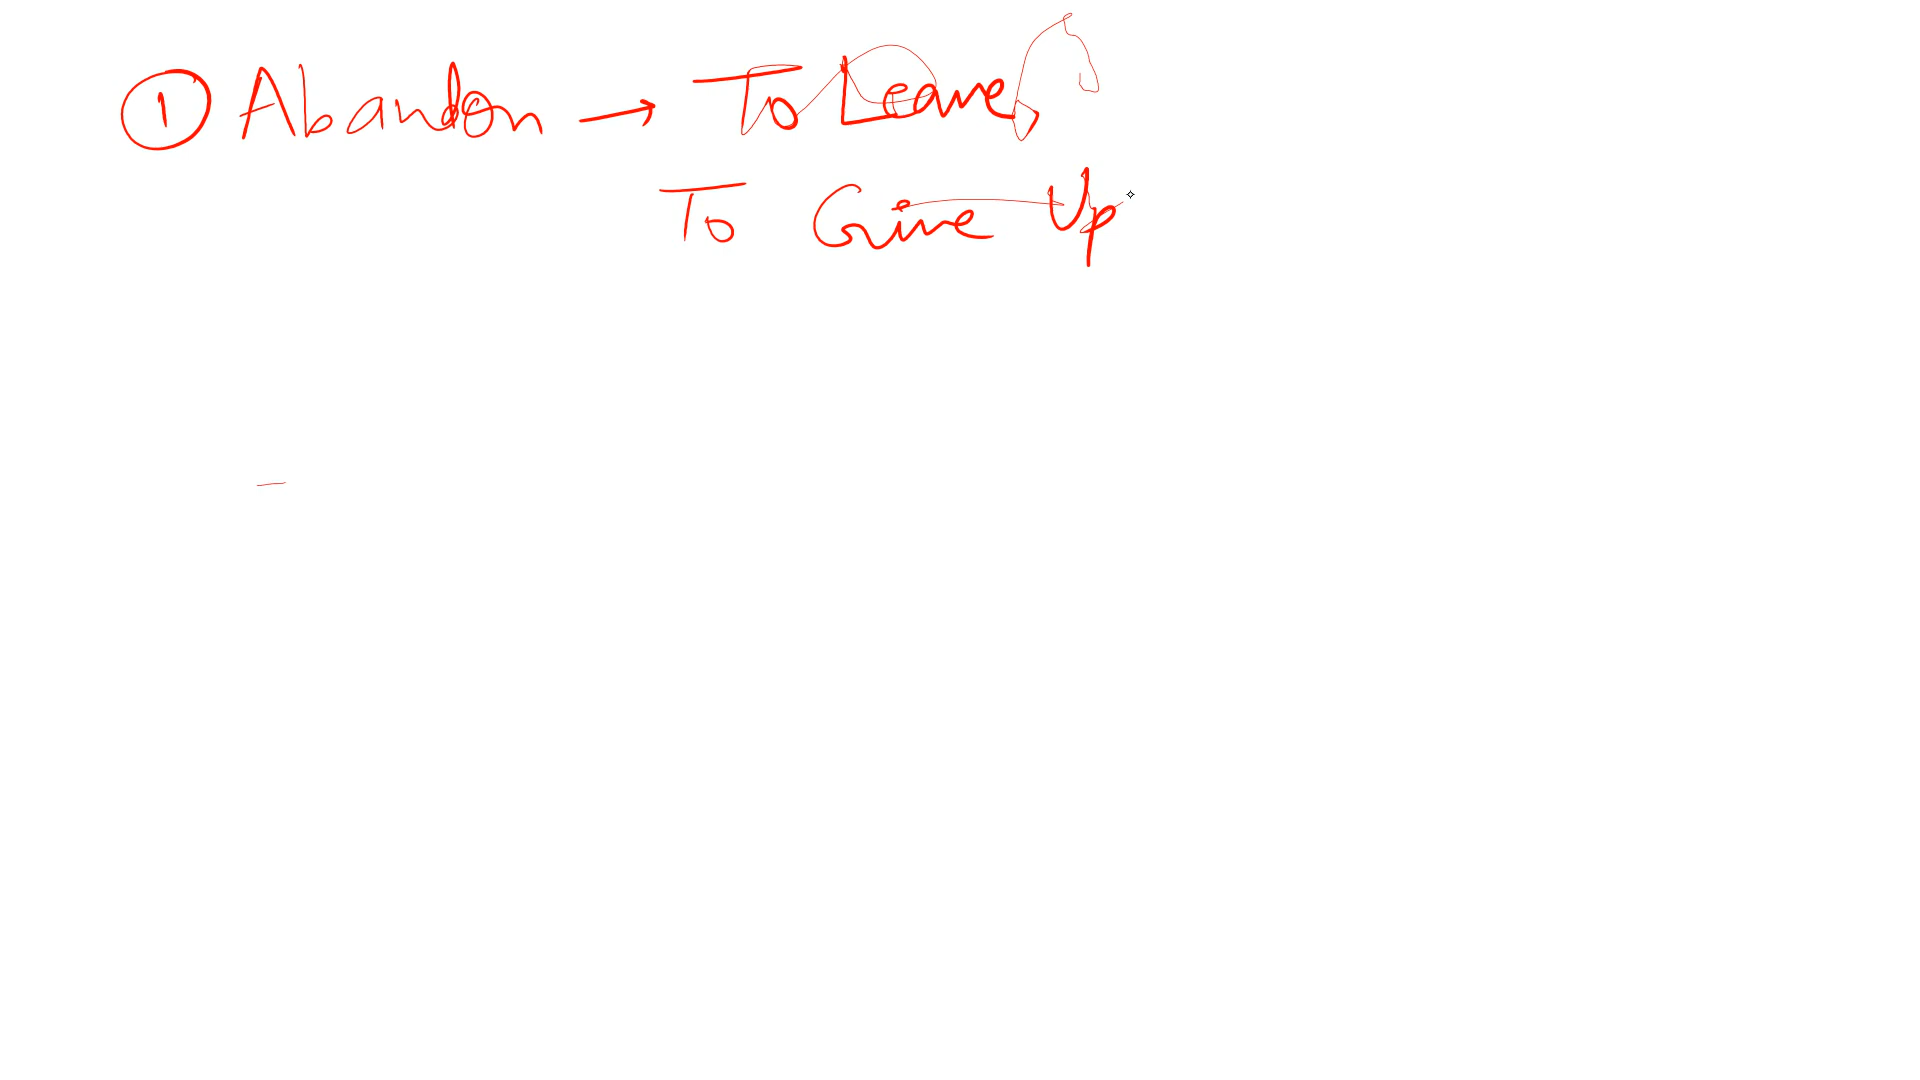 ① Abandon → To Leave,
To Give Up